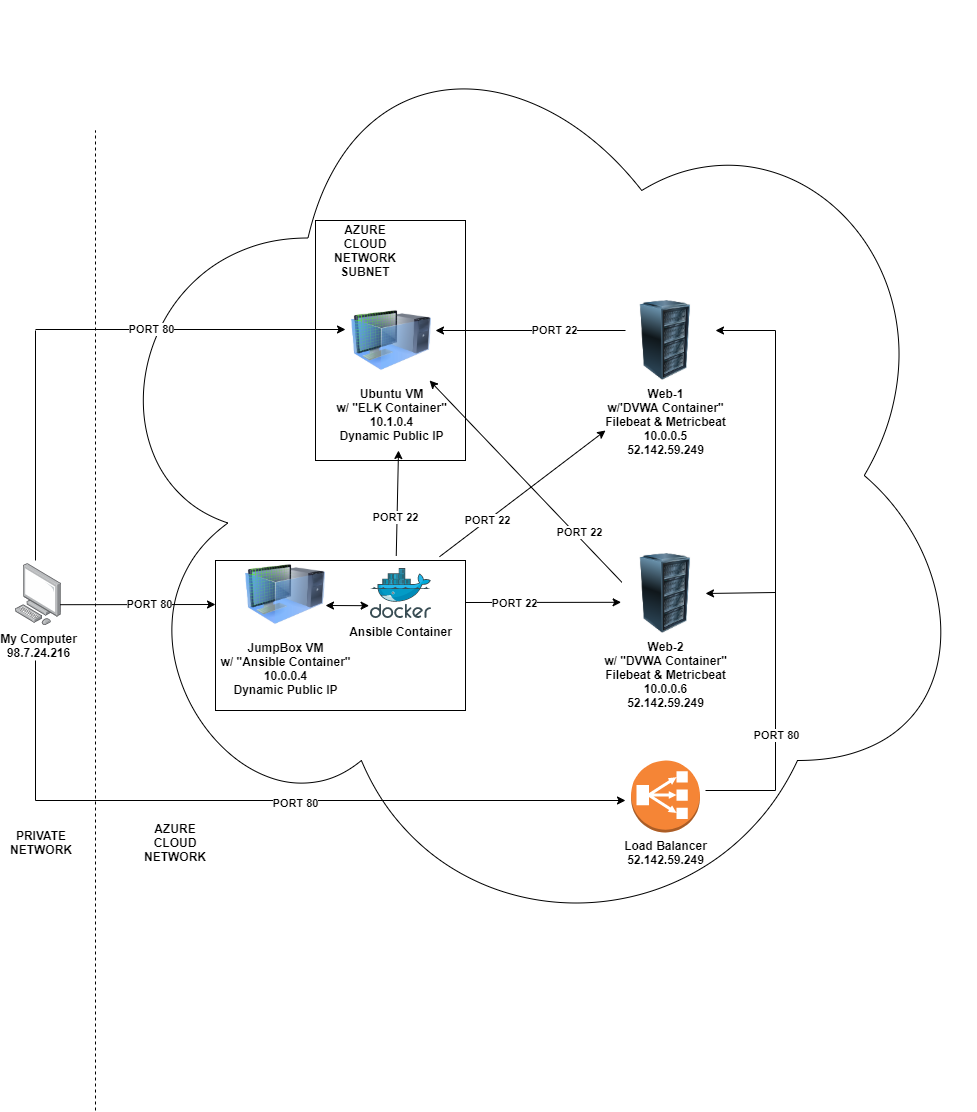 AZURE
CLOUD
NETWORK
SUBNET
PORT 80
PORT 22
Ubuntu VM
w/ "ELK Container"
10.1.0.4
Dynamic Public IP
Web-1
w/"DVWA Container"
Filebeat & Metricbeat
10.0.0.5
52.142.59.249
PORT 22
PORT 22
PORT 22
My Computer
98.7.24.216
PORT 80
docker
Ansible Container
JumpBox VM
w/ "Ansible Container"
10.0.0.4
Dynamic Public IP
PORT 22
Web-2
w/ "DVWA Container"
Filebeat & Metricbeat
10.0.0.6
52.142.59.249
PORT 80
PORT 80
Load Balancer
52.142.59.249
PRIVATE
NETWORK
AZURE
CLOUD
NETWORK